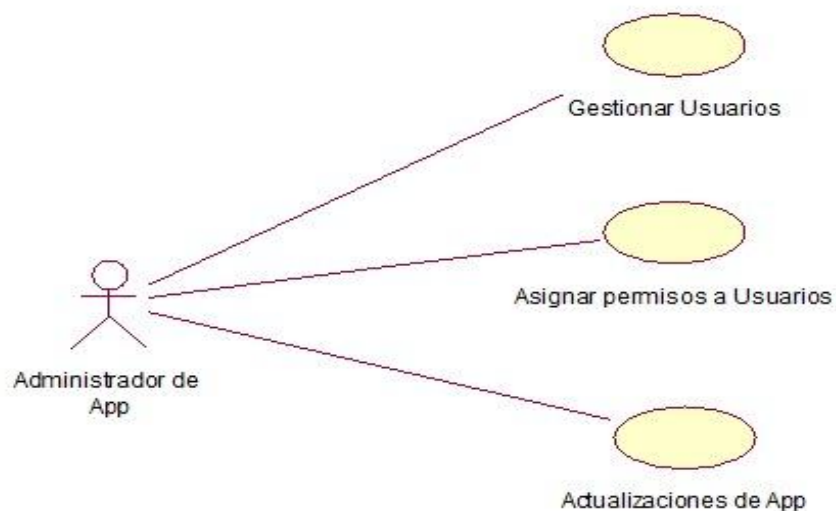 Gestionar Usuarios
Asignar permisos a Usuarios
Administrador de
App
Actualizaciones de App